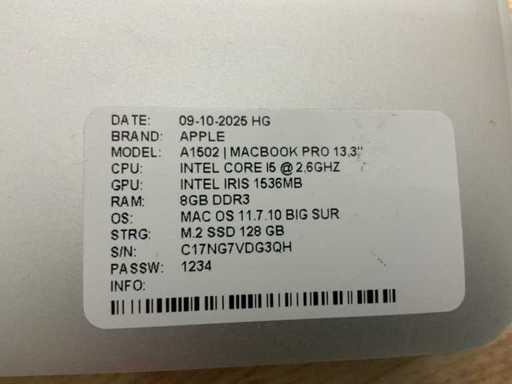 DATE: 09-10-2025 HG
BRAND: APPLE
MODEL: A1502 | MACBOOK PRO 13.3"
CPU: INTEL CORE I5 @ 2.6GHZ
GPU: INTEL IRIS 1536MB
RAM: 8GB DDR3
OS: MAC OS 11.7.10 BIG SUR
STRG: M.2 SSD 128 GB
S/N: C17NG7VDG3QH
PASSW: 1234
INFO: